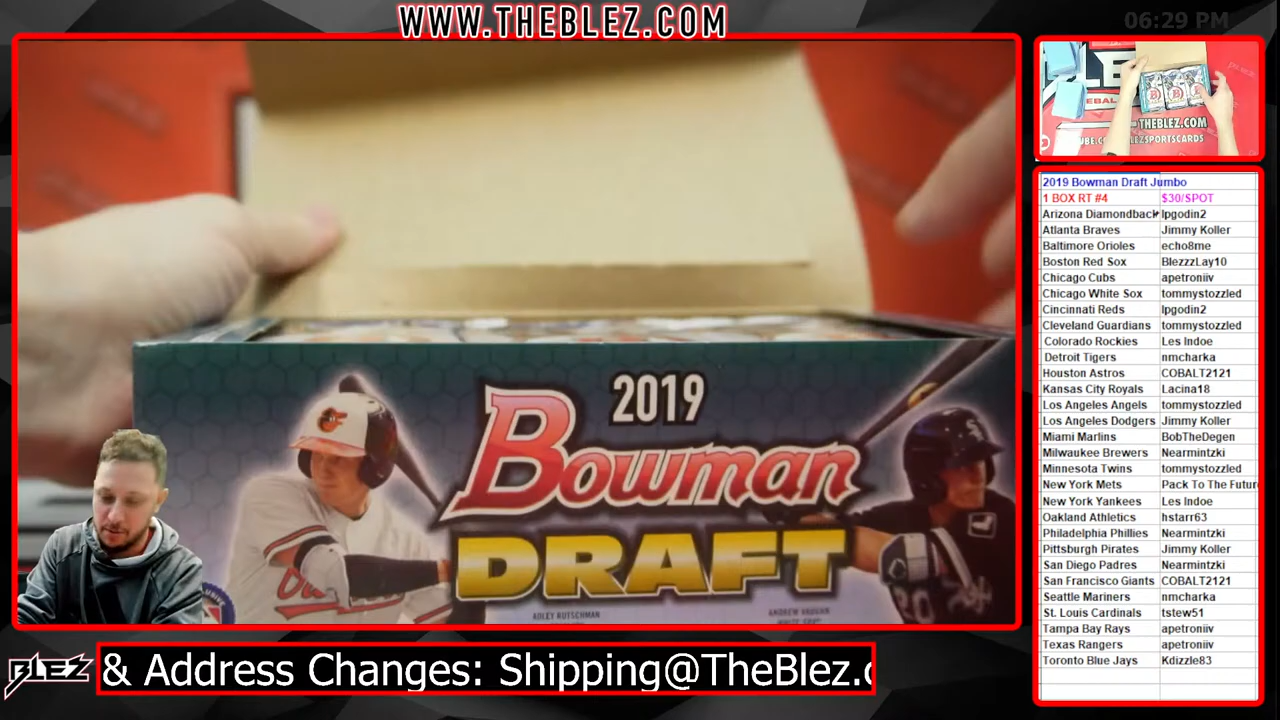 WWW.THEBLEZ.COM
06:29 PM
2019
Bowman
DRAFT
ADLEY RUTSCHMAN
ANDREW VAUGHN
WHITE SOX
THEBLEZ.COM
2019 Bowman Draft Jumbo
1 BOX RT #4 $30/SPOT
Arizona Diamondback lpgodin2
Atlanta Braves Jimmy Koller
Baltimore Orioles echo8me
Boston Red Sox BlezzzLay10
Chicago Cubs apetroniiv
Chicago White Sox tommystozzled
Cincinnati Reds lpgodin2
Cleveland Guardians tommystozzled
Colorado Rockies Les Indoe
Detroit Tigers nmcharka
Houston Astros COBALT2121
Kansas City Royals Lacina18
Los Angeles Angels tommystozzled
Los Angeles Dodgers Jimmy Koller
Miami Marlins BobTheDegen
Milwaukee Brewers Nearmintzki
Minnesota Twins tommystozzled
New York Mets Pack To The Futur
New York Yankees Les Indoe
Oakland Athletics hstarr63
Philadelphia Phillies Nearmintzki
Pittsburgh Pirates Jimmy Koller
San Diego Padres Nearmintzki
San Francisco Giants COBALT2121
Seattle Mariners nmcharka
St. Louis Cardinals tstew51
Tampa Bay Rays apetroniiv
Texas Rangers apetroniiv
Toronto Blue Jays Kdizzle83
BLEZ
& Address Changes: Shipping@TheBlez.c